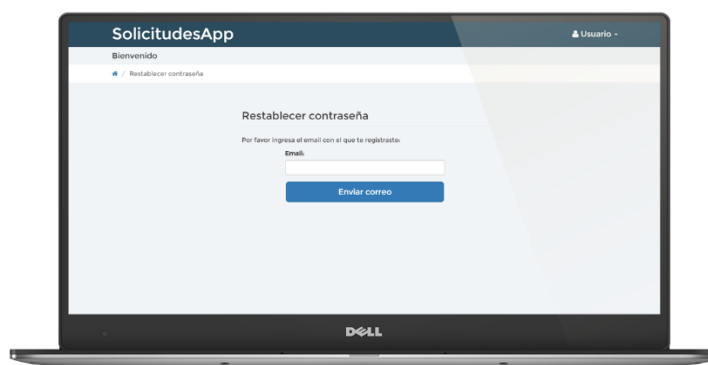 SolicitudesApp
Usuario
Bienvenido
/ Restablecer contraseña
Restablecer contraseña
Por favor ingresa el email con el que te registraste:
Email:
Enviar correo
DELL